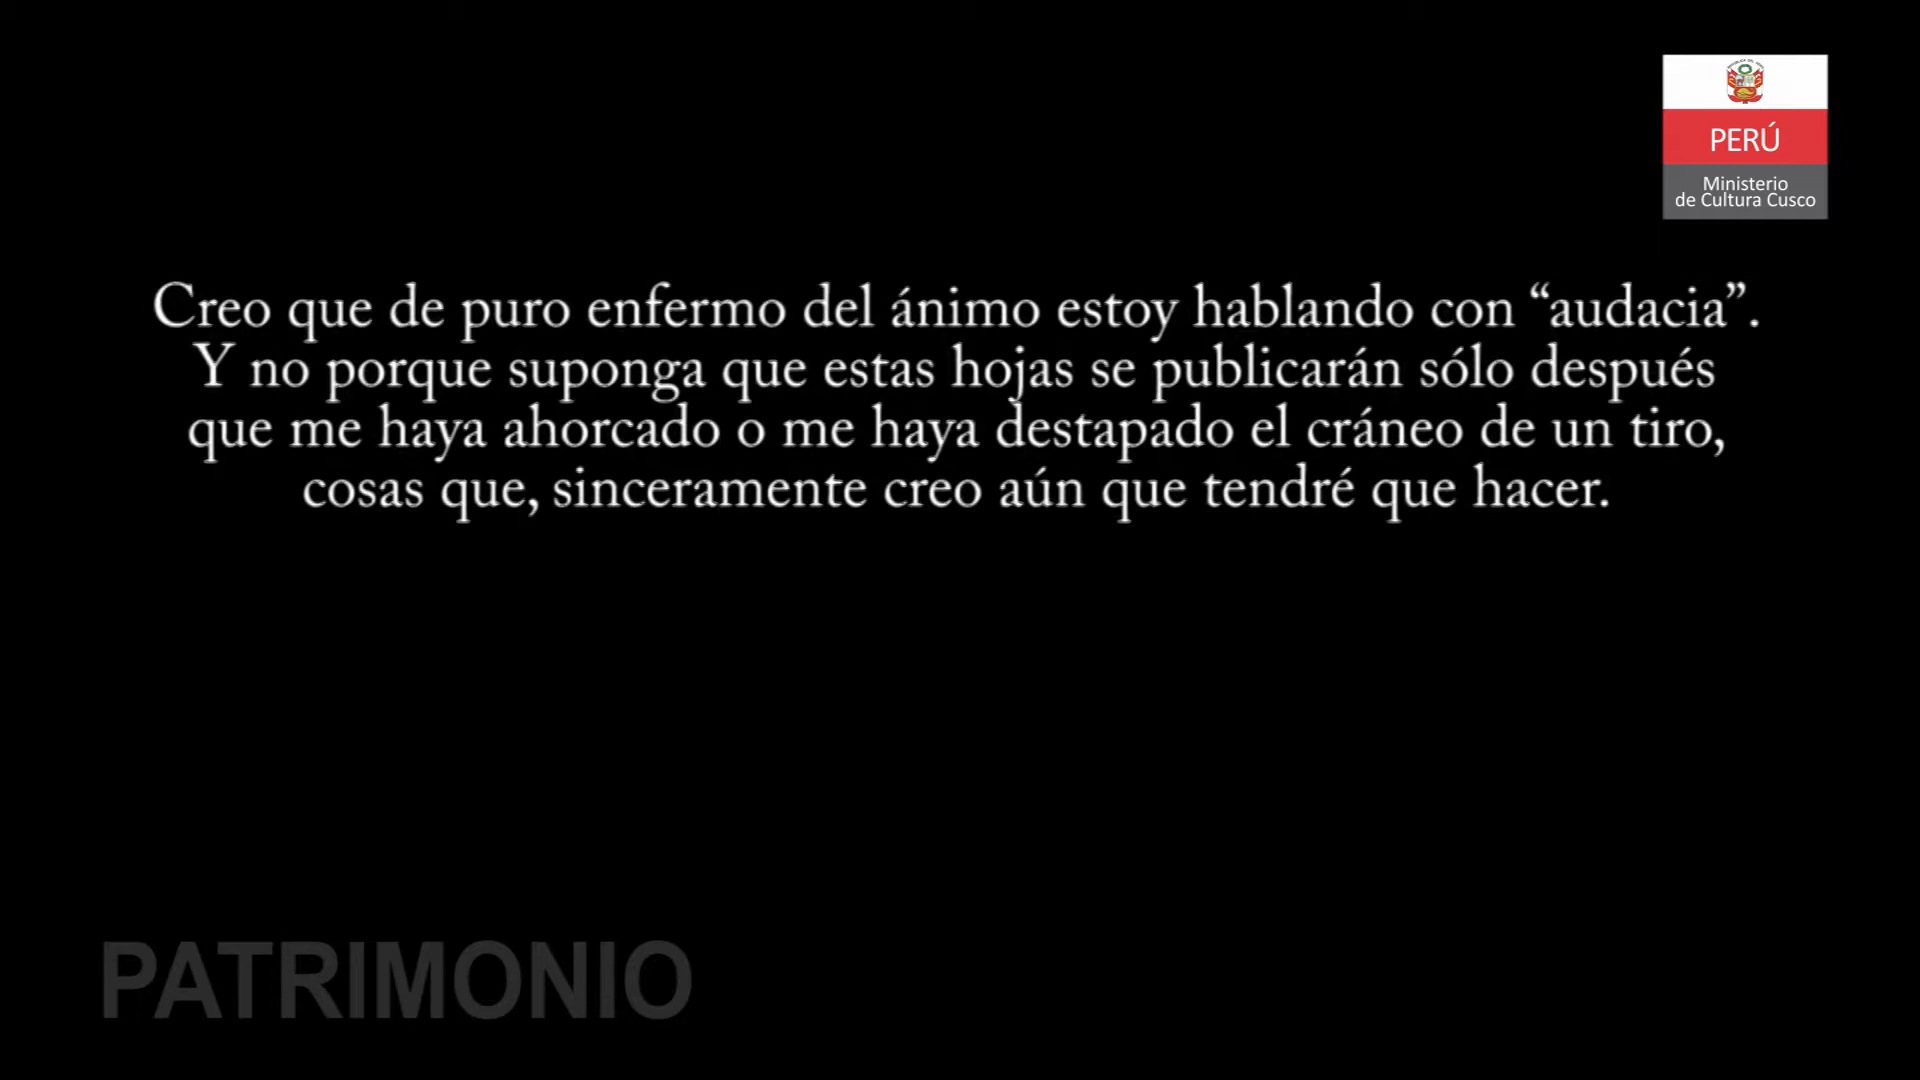 PERÚ
Ministerio
de Cultura Cusco
Creo que de puro enfermo del ánimo estoy hablando con “audacia”.
Y no porque suponga que estas hojas se publicarán sólo después
que me haya ahorcado o me haya destapado el cráneo de un tiro,
cosas que, sinceramente creo aún que tendré que hacer.
PATRIMONIO